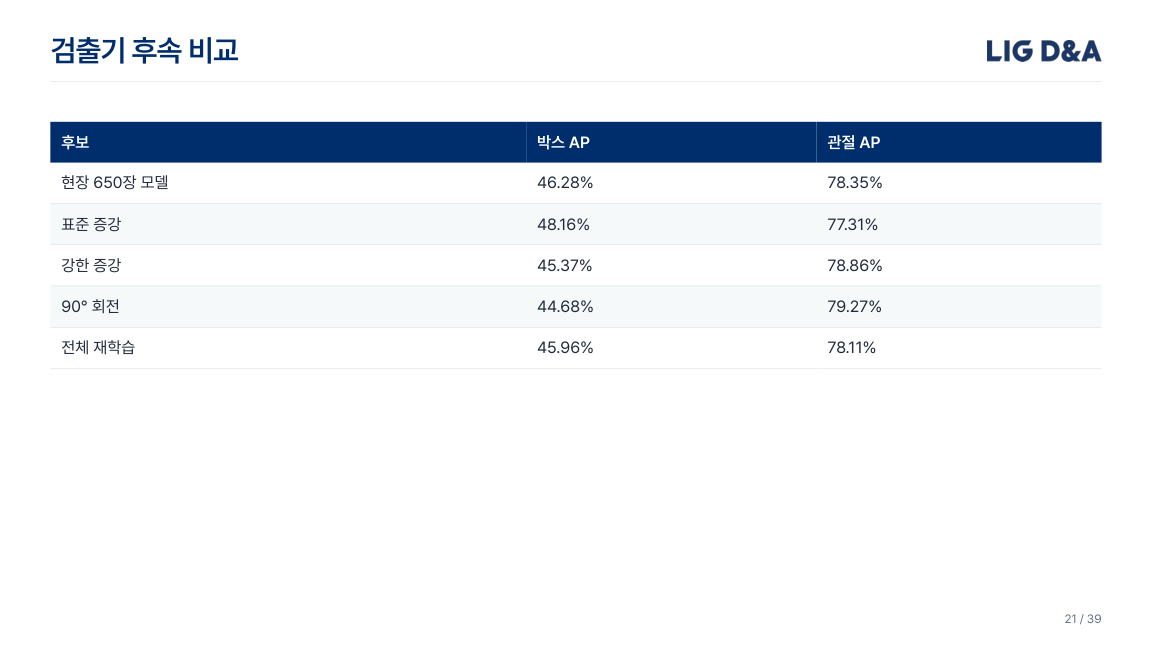 검출기 후속 비교
LIG D&A
후보 박스 AP 관절 AP
현장 650장 모델 46.28% 78.35%
표준 증강 48.16% 77.31%
강한 증강 45.37% 78.86%
90° 회전 44.68% 79.27%
전체 재학습 45.96% 78.11%
21 / 39